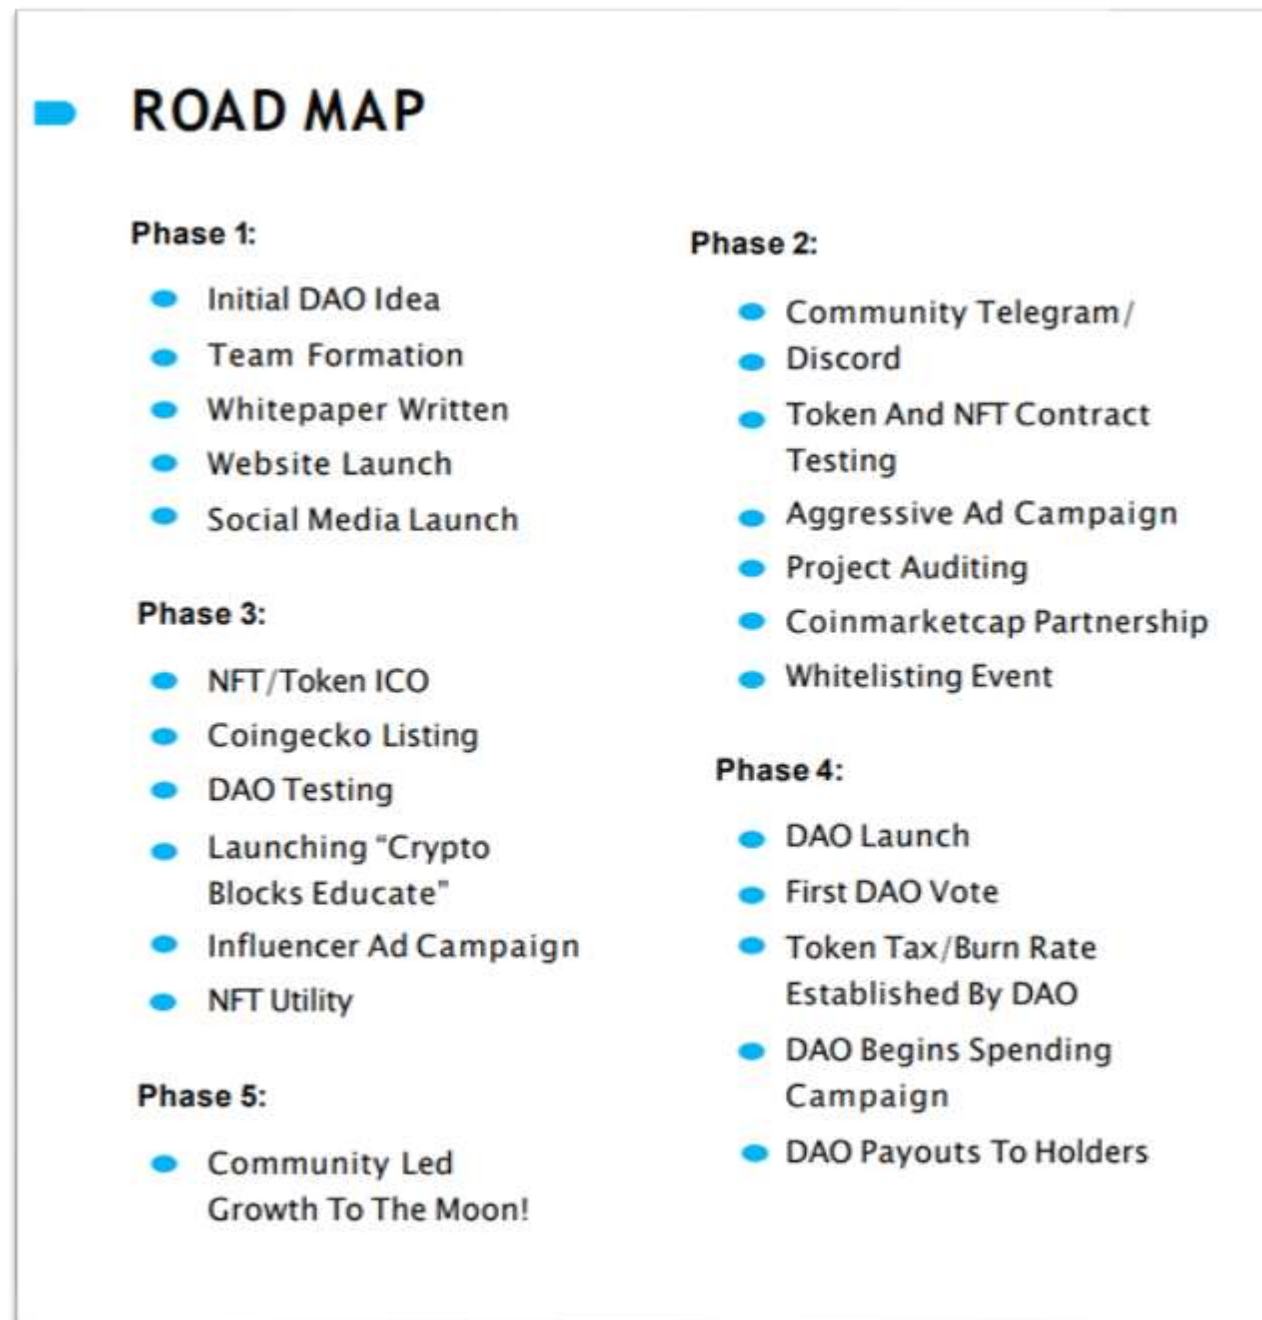 ROAD MAP
Phase 1:
Initial DAO Idea
Team Formation
Whitepaper Written
Website Launch
Social Media Launch
Phase 2:
Community Telegram/
Discord
Token And NFT Contract
Testing
Aggressive Ad Campaign
Project Auditing
Coinmarketcap Partnership
Whitelisting Event
Phase 3:
NFT/Token ICO
Coingecko Listing
DAO Testing
Launching “Crypto
Blocks Educate"
Influencer Ad Campaign
NFT Utility
Phase 4:
DAO Launch
First DAO Vote
Token Tax/Burn Rate
Established By DAO
DAO Begins Spending
Campaign
DAO Payouts To Holders
Phase 5:
Community Led
Growth To The Moon!